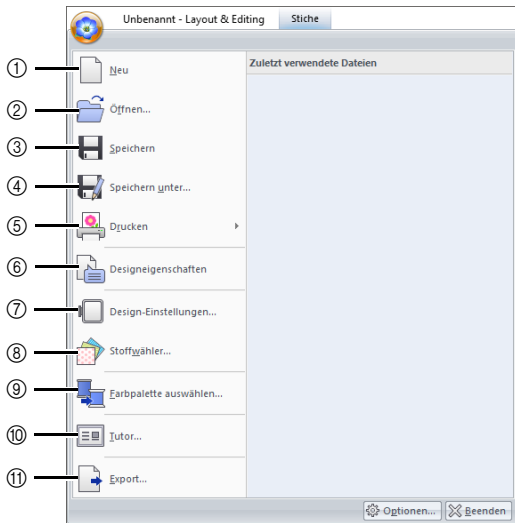 Unbenannt - Layout & Editing
Stiche
Zuletzt verwendete Dateien
① Neu
② Öffnen...
③ Speichern
④ Speichern unter...
⑤ Drucken
⑥ Designeigenschaften
⑦ Design-Einstellungen...
⑧ Stoffwähler...
⑨ Farbpalette auswählen...
⑩ Tutor...
⑪ Export...
Optionen...
Beenden